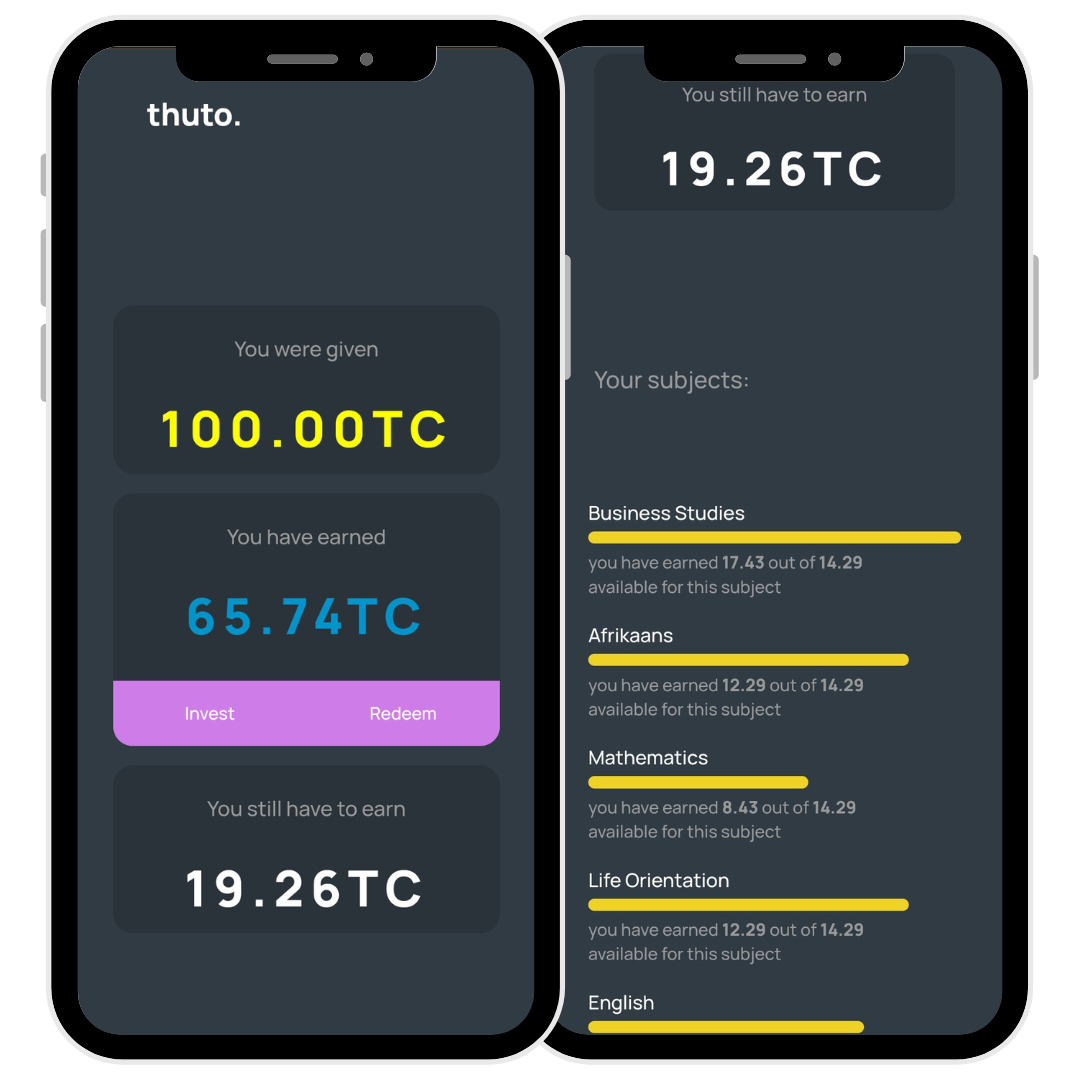 thuto.
You were given
100.00TC
You have earned
65.74TC
Invest
Redeem
You still have to earn
19.26TC
You still have to earn
19.26TC
Your subjects:
Business Studies
you have earned 17.43 out of 14.29
available for this subject
Afrikaans
you have earned 12.29 out of 14.29
available for this subject
Mathematics
you have earned 8.43 out of 14.29
available for this subject
Life Orientation
you have earned 12.29 out of 14.29
available for this subject
English